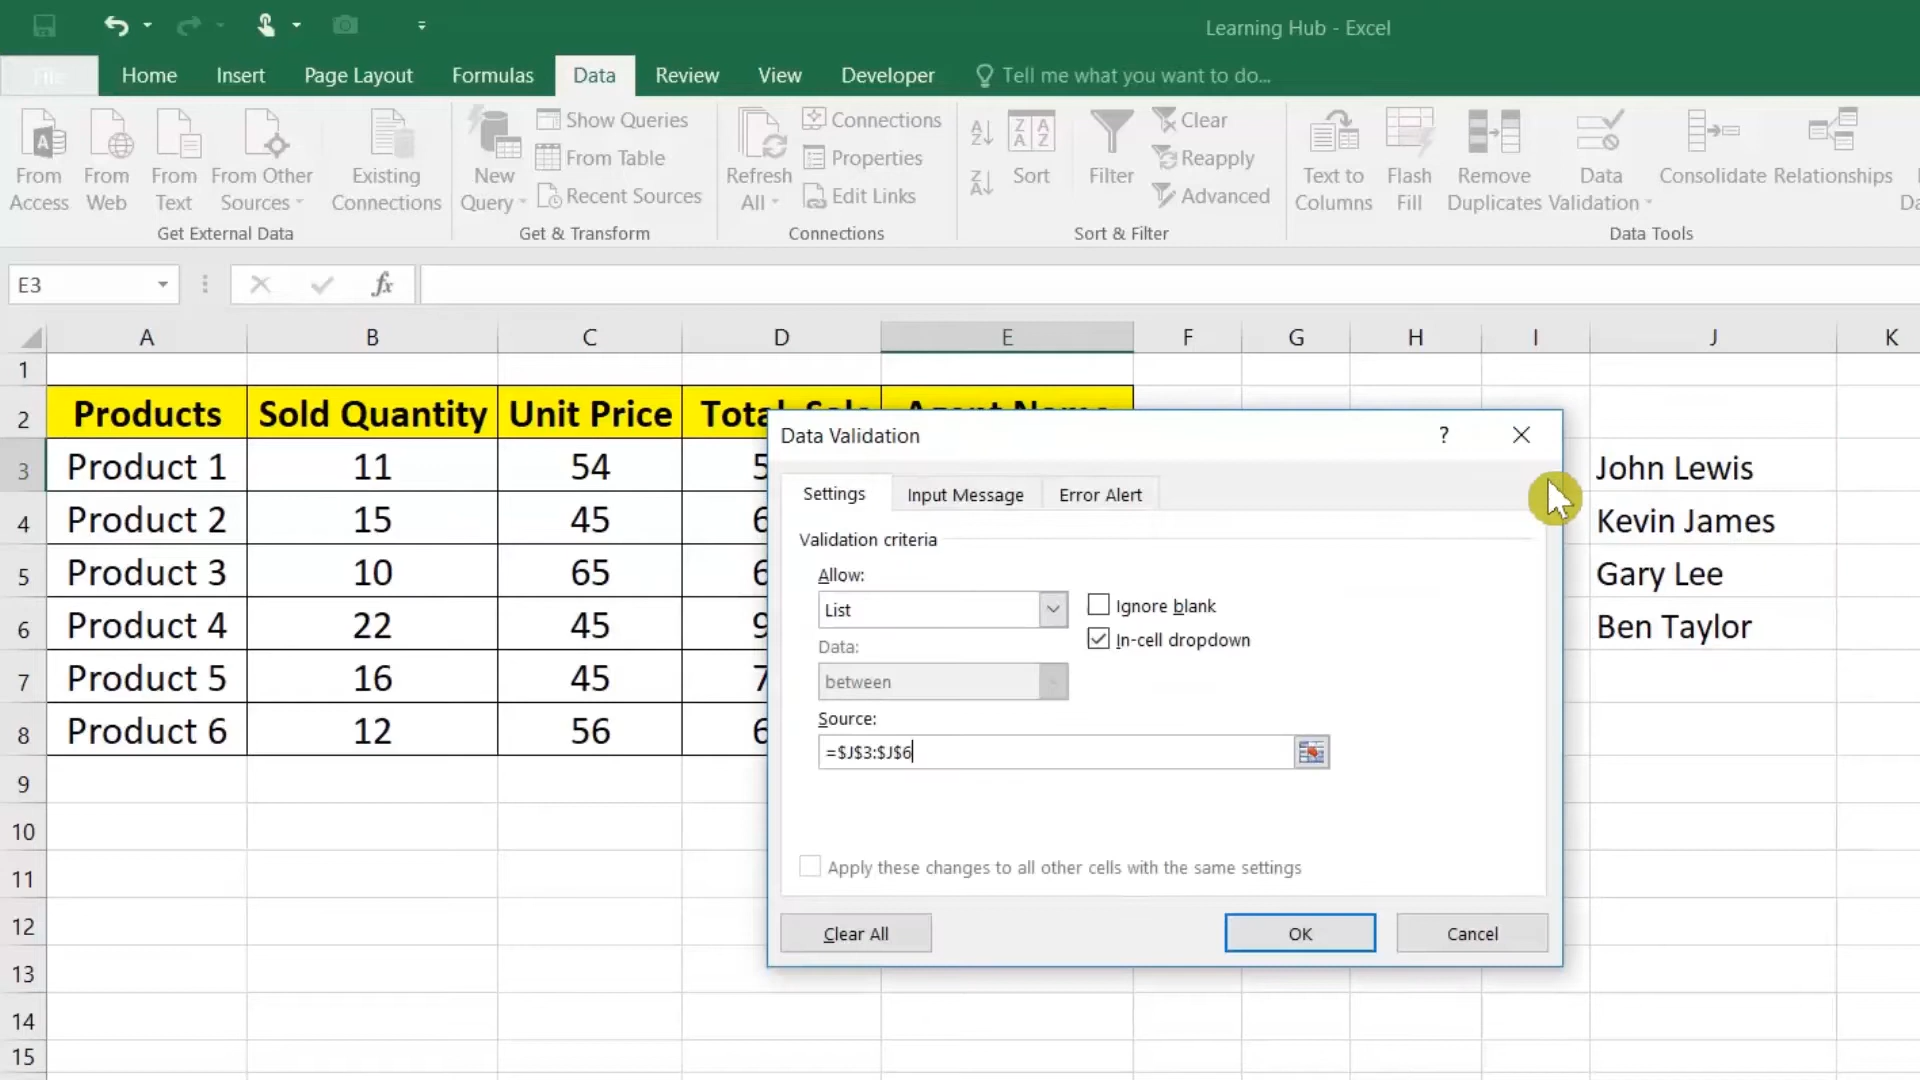 Learning Hub - Excel
File Home Insert Page Layout Formulas Data Review View Developer Tell me what you want to do...
From Access
From Web
From Text
From Other Sources
Existing Connections
Get External Data
New Query
Show Queries
From Table
Recent Sources
Get & Transform
Refresh All
Connections
Properties
Edit Links
Connections
Sort
Filter
Clear
Reapply
Advanced
Sort & Filter
Text to Columns
Flash Fill
Remove Duplicates
Data Validation
Consolidate
Relationships
Data Tools
E3 fx
A B C D E F G H I J K
1
2 Products Sold Quantity Unit Price
3 Product 1 11 54 John Lewis
4 Product 2 15 45 Kevin James
5 Product 3 10 65 Gary Lee
6 Product 4 22 45 Ben Taylor
7 Product 5 16 45
8 Product 6 12 56
9
10
11
12
13
14
15
Data Validation ?
Settings Input Message Error Alert
Validation criteria
Allow:
List
Ignore blank
In-cell dropdown
Data:
between
Source:
=$J$3:$J$6
Apply these changes to all other cells with the same settings
Clear All OK Cancel